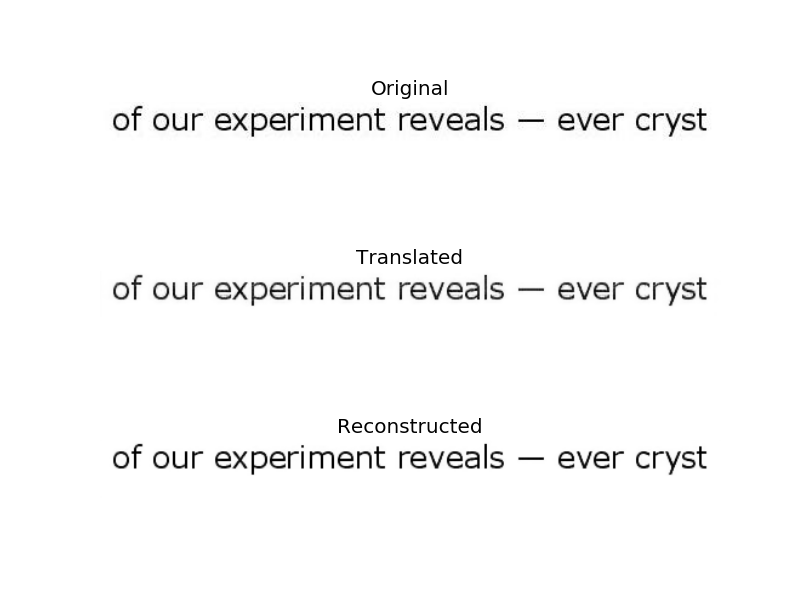 Original
of our experiment reveals — ever cryst
Translated
of our experiment reveals — ever cryst
Reconstructed
of our experiment reveals — ever cryst